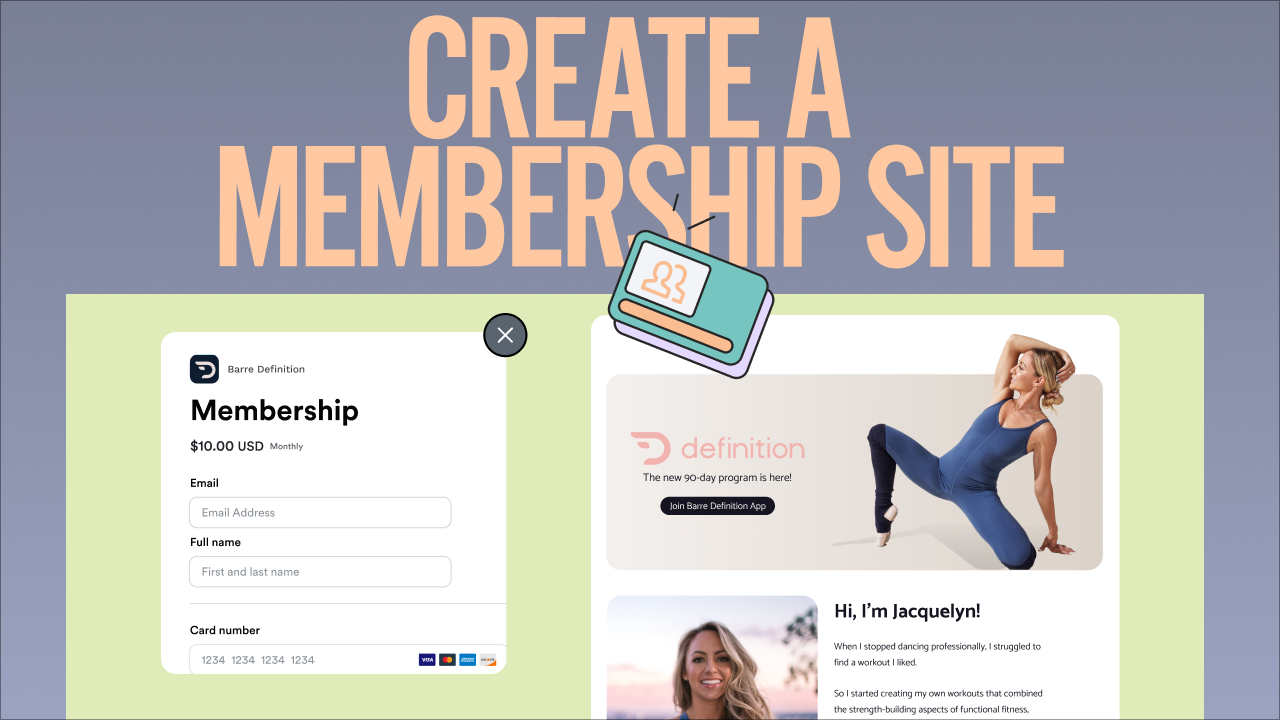 CREATE A
MEMBERSHIP SITE
Barre Definition
Membership
$10.00 USD Monthly
Email
Email Address
Full name
First and last name
Card number
1234 1234 1234 1234
VISA
definition
The new 90-day program is here!
Join Barre Definition App
Hi, I'm Jacquelyn!
When I stopped dancing professionally, I struggled to
find a workout I liked.
So I started creating my own workouts that combined
the strength-building aspects of functional fitness,